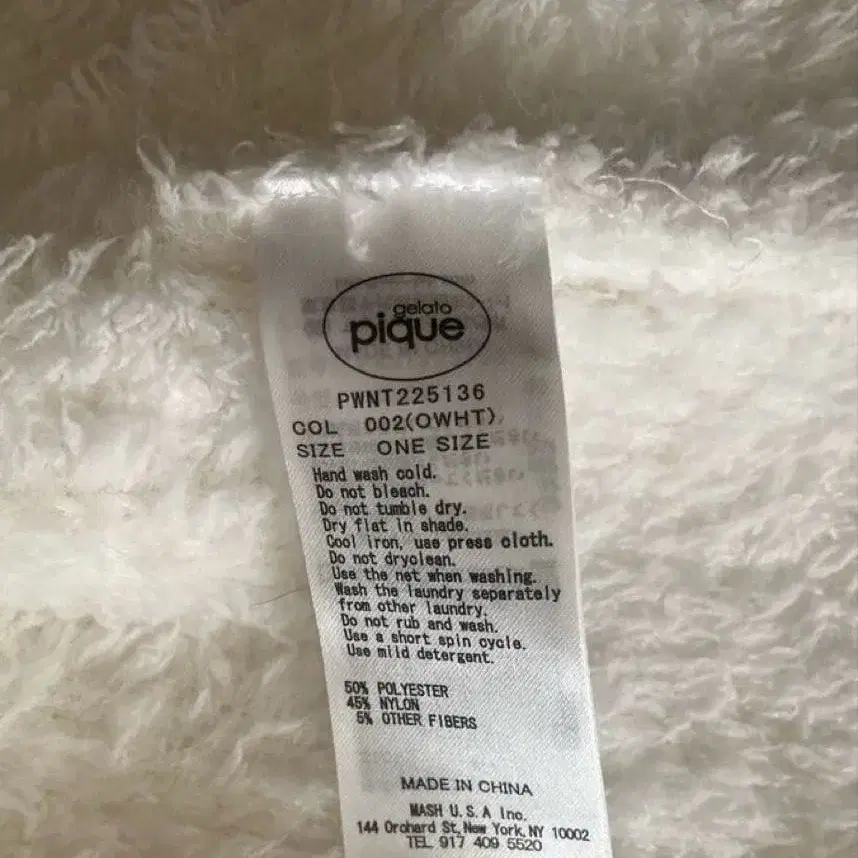 gelato
pique
PWNT225136
COL 002(OWHT)
SIZE ONE SIZE
Hand wash cold.
Do not bleach.
Do not tumble dry.
Dry flat in shade.
Cool iron, use press cloth.
Do not dryclean.
Use the net when washing.
Wash the laundry separately
from other laundry.
Do not rub and wash.
Use a short spin cycle.
Use mild detergent.
50% POLYESTER
45% NYLON
5% OTHER FIBERS
MADE IN CHINA
MASH U.S.A Inc.
144 Orchard St, New York, NY 10002
TEL 917 409 5520